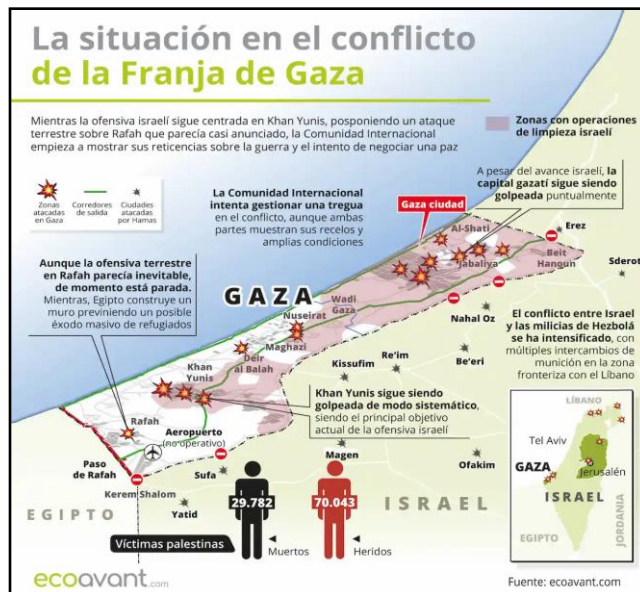 La situación en el conflicto
de la Franja de Gaza
Mientras la ofensiva israelí sigue centrada en Khan Yunis, posponiendo un ataque
terrestre sobre Rafah que parecía casi anunciado, la Comunidad Internacional
empieza a mostrar sus reticencias sobre la guerra y el intento de negociar una paz
Zonas con operaciones
de limpieza israelí
Zonas
atacadas
en Gaza
Corredores
de salida
Ciudades
atacadas
por Hamas
La Comunidad Internacional
intenta gestionar una tregua
en el conflicto, aunque ambas
partes muestran sus recelos y
amplias condiciones
A pesar del avance israelí, la
capital gazatí sigue siendo
golpeada puntualmente
Gaza ciudad
Aunque la ofensiva terrestre
en Rafah parecía inevitable,
de momento está parada.
Mientras, Egipto construye un
muro previniendo un posible
éxodo masivo de refugiados
Al-Shati
Jabaliya
Beit
Hanoun
Erez
Sderot
GAZA
Wadi
Gaza
Nuseirat
Maghazi
Deir
al Balah
Khan
Yunis
Nahal Oz
Be'eri
Re'im
Kissufim
El conflicto entre Israel
y las milicias de Hezbolá
se ha intensificado, con
múltiples intercambios de
munición en la zona
fronteriza con el Líbano
Khan Yunis sigue siendo
golpeada de modo sistemático,
siendo el principal objetivo
actual de la ofensiva israelí
Rafah
Aeropuerto
(no operativo)
Paso
de Rafah
Kerem Shalom
Sufa
Yatid
Magen
Ofakim
EGIPTO
ISRAEL
LÍBANO
Tel Aviv
GAZA
Jerusalén
ISRAEL
EGIPTO
JORDANIA
29.782
70.043
Víctimas palestinas
Muertos
Heridos
ecoavant.com
Fuente: ecoavant.com